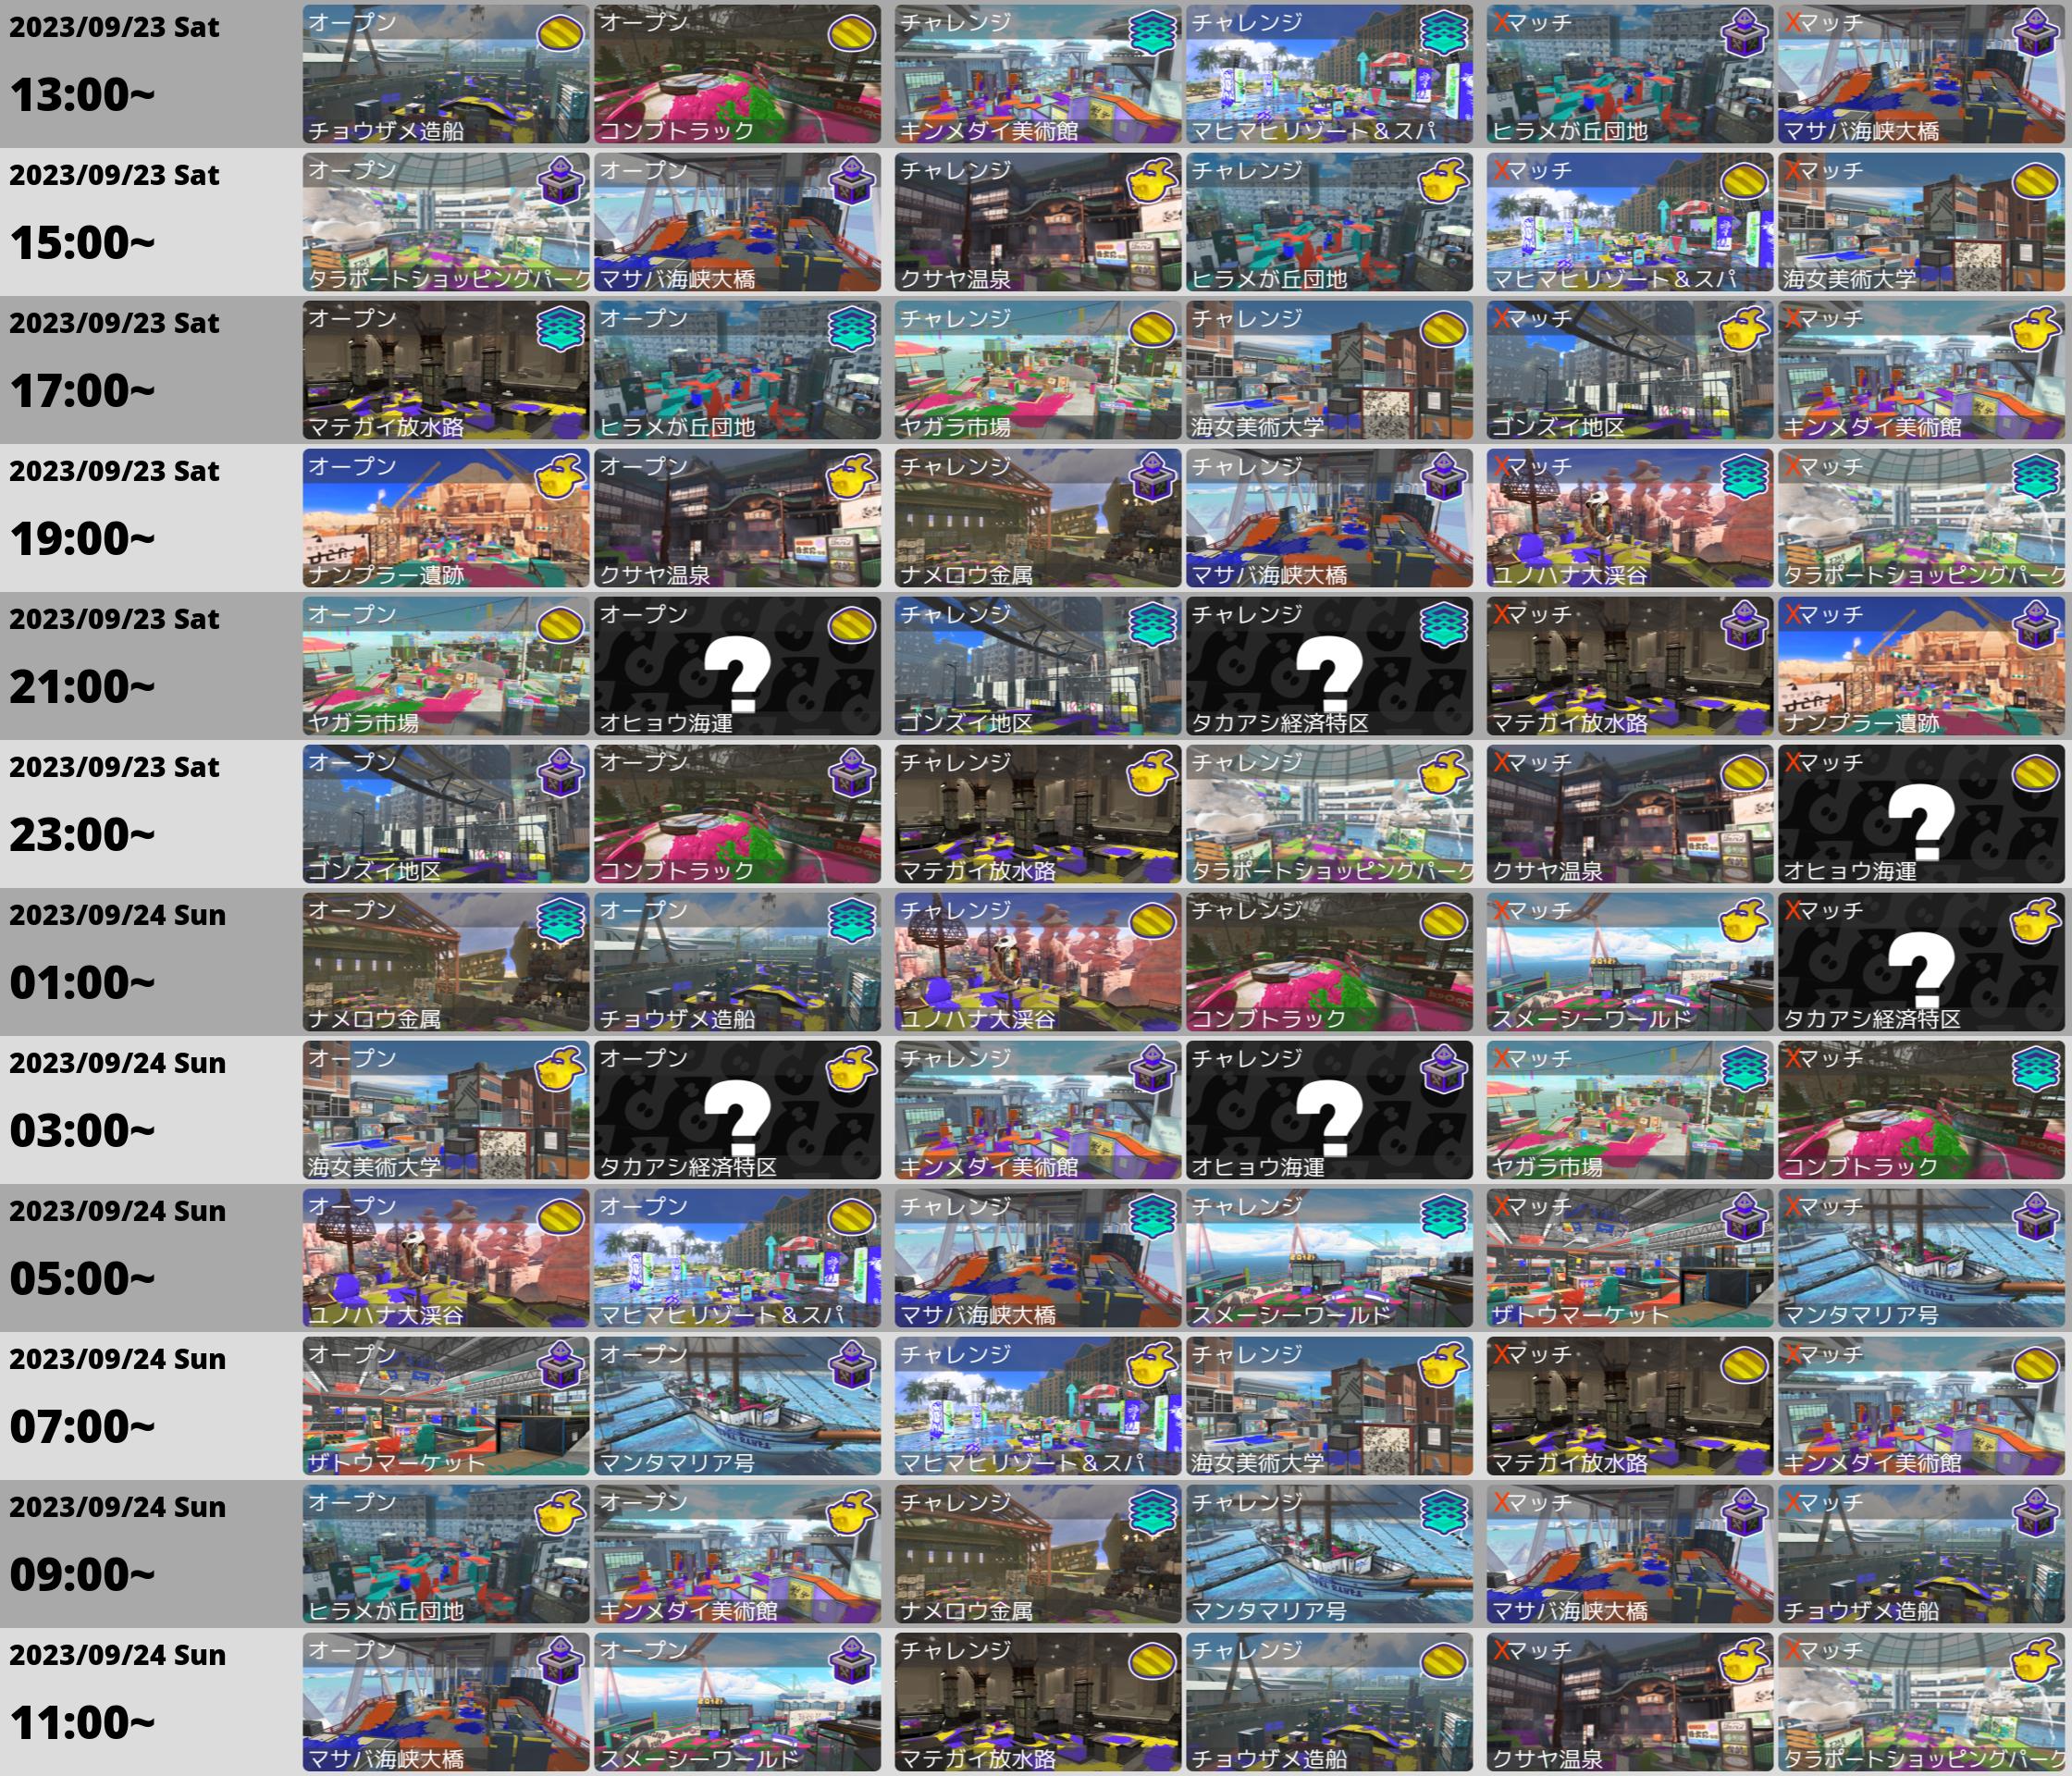 2023/09/23 Sat
13:00~
オープン オープン チャレンジ チャレンジ Xマッチ Xマッチ
チョウザメ造船 コンブトラック キンメダイ美術館 マヒマヒリゾート＆スパ ヒラメが丘団地 マサバ海峡大橋
2023/09/23 Sat
15:00~
オープン オープン チャレンジ チャレンジ Xマッチ Xマッチ
タラポートショッピングパーク マサバ海峡大橋 クサヤ温泉 ヒラメが丘団地 マヒマヒリゾート＆スパ 海女美術大学
2023/09/23 Sat
17:00~
オープン オープン チャレンジ チャレンジ Xマッチ Xマッチ
マテガイ放水路 ヒラメが丘団地 ヤガラ市場 海女美術大学 ゴンズイ地区 キンメダイ美術館
2023/09/23 Sat
19:00~
オープン オープン チャレンジ チャレンジ Xマッチ Xマッチ
ナンプラー遺跡 クサヤ温泉 ナメロウ金属 マサバ海峡大橋 ユノハナ大渓谷 タラポートショッピングパーク
2023/09/23 Sat
21:00~
オープン オープン チャレンジ チャレンジ Xマッチ Xマッチ
? ?
ヤガラ市場 オヒョウ海運 ゴンズイ地区 タカアシ経済特区 マテガイ放水路 ナンプラー遺跡
2023/09/23 Sat
23:00~
オープン オープン チャレンジ チャレンジ Xマッチ Xマッチ
?
ゴンズイ地区 コンブトラック マテガイ放水路 タラポートショッピングパーク クサヤ温泉 オヒョウ海運
2023/09/24 Sun
01:00~
オープン オープン チャレンジ チャレンジ Xマッチ Xマッチ
?
ナメロウ金属 チョウザメ造船 ユノハナ大渓谷 コンブトラック スメーシーワールド タカアシ経済特区
2023/09/24 Sun
03:00~
オープン オープン チャレンジ チャレンジ Xマッチ Xマッチ
? ?
海女美術大学 タカアシ経済特区 キンメダイ美術館 オヒョウ海運 ヤガラ市場 コンブトラック
2023/09/24 Sun
05:00~
オープン オープン チャレンジ チャレンジ Xマッチ Xマッチ
ユノハナ大渓谷 マヒマヒリゾート＆スパ マサバ海峡大橋 スメーシーワールド ザトウマーケット マンタマリア号
2023/09/24 Sun
07:00~
オープン オープン チャレンジ チャレンジ Xマッチ Xマッチ
ザトウマーケット マンタマリア号 マヒマヒリゾート＆スパ 海女美術大学 マテガイ放水路 キンメダイ美術館
2023/09/24 Sun
09:00~
オープン オープン チャレンジ チャレンジ Xマッチ Xマッチ
ヒラメが丘団地 キンメダイ美術館 ナメロウ金属 マンタマリア号 マサバ海峡大橋 チョウザメ造船
2023/09/24 Sun
11:00~
オープン オープン チャレンジ チャレンジ Xマッチ Xマッチ
マサバ海峡大橋 スメーシーワールド マテガイ放水路 チョウザメ造船 クサヤ温泉 タラポートショッピングパーク